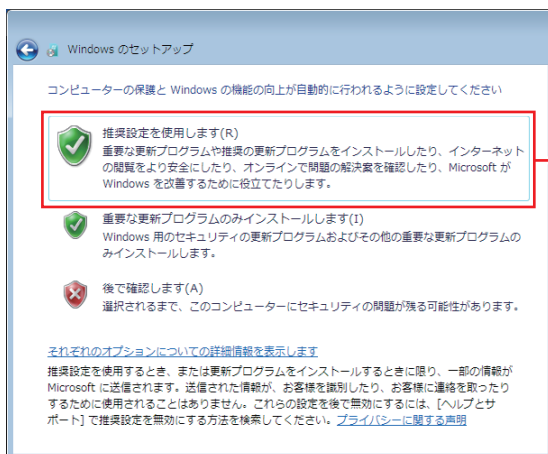 Windows のセットアップ
コンピューターの保護と Windows の機能の向上が自動的に行われるように設定してください
推奨設定を使用します(R)
重要な更新プログラムや推奨の更新プログラムをインストールしたり、インターネット
の閲覧をより安全にしたり、オンラインで問題の解決案を確認したり、Microsoft が
Windows を改善するために役立てたりします。
重要な更新プログラムのみインストールします(I)
Windows 用のセキュリティの更新プログラムおよびその他の重要な更新プログラムの
みインストールします。
後で確認します(A)
選択されるまで、このコンピューターにセキュリティの問題が残る可能性があります。
それぞれのオプションについての詳細情報を表示します
推奨設定を使用するとき、または更新プログラムをインストールするときに限り、一部の情報が
Microsoft に送信されます。送信された情報が、お客様を識別したり、お客様に連絡を取ったり
するために使用されることはありません。これらの設定を後で無効にするには、[ヘルプとサ
ポート] で推奨設定を無効にする方法を検索してください。プライバシーに関する声明